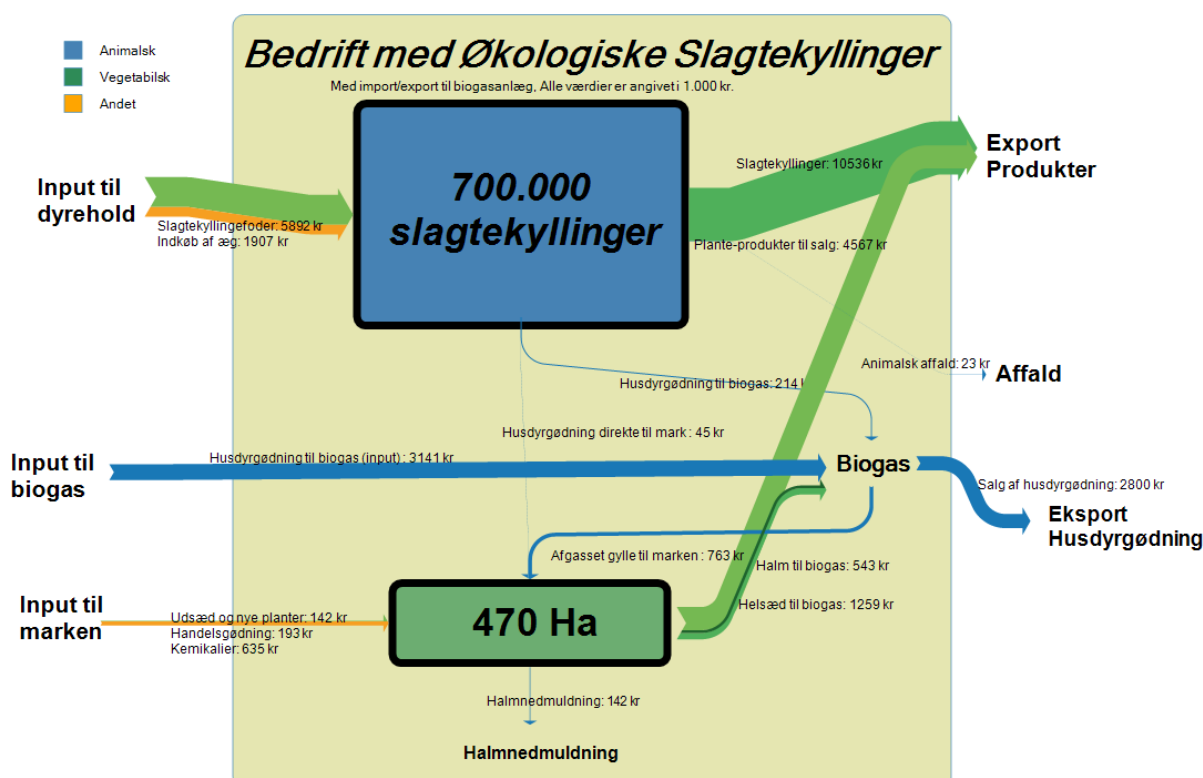 Bedrift med Økologiske Slagtekyllinger
Med import/export til biogasanlæg, Alle værdier er angivet i 1.000 kr.
Animalsk
Vegetabilsk
Andet
Input til
dyrehold
Slagtekyllingefoder: 5892 kr
Indkøb af æg: 1907 kr
700.000
slagtekyllinger
Slagtekyllinger: 10536 kr
Export
Produkter
Plante-produkter til salg: 4567 kr
Animalsk affald: 23 kr
Affald
Husdyrgødning til biogas: 214 k
Husdyrgødning direkte til mark : 45 kr
Input til
biogas
Husdyrgødning til biogas (input) : 3141 kr
Biogas
Salg af husdyrgødning: 2800 kr
Eksport
Husdyrgødning
Afgasset gylle til marken : 763 kr
Halm til biogas: 543 kr
Helsæd til biogas: 1259 kr
Input til
marken
Udsæd og nye planter: 142 kr
Handelsgødning: 193 kr
Kemikalier: 635 kr
470 Ha
Halmnedmuldning: 142 kr
Halmnedmuldning